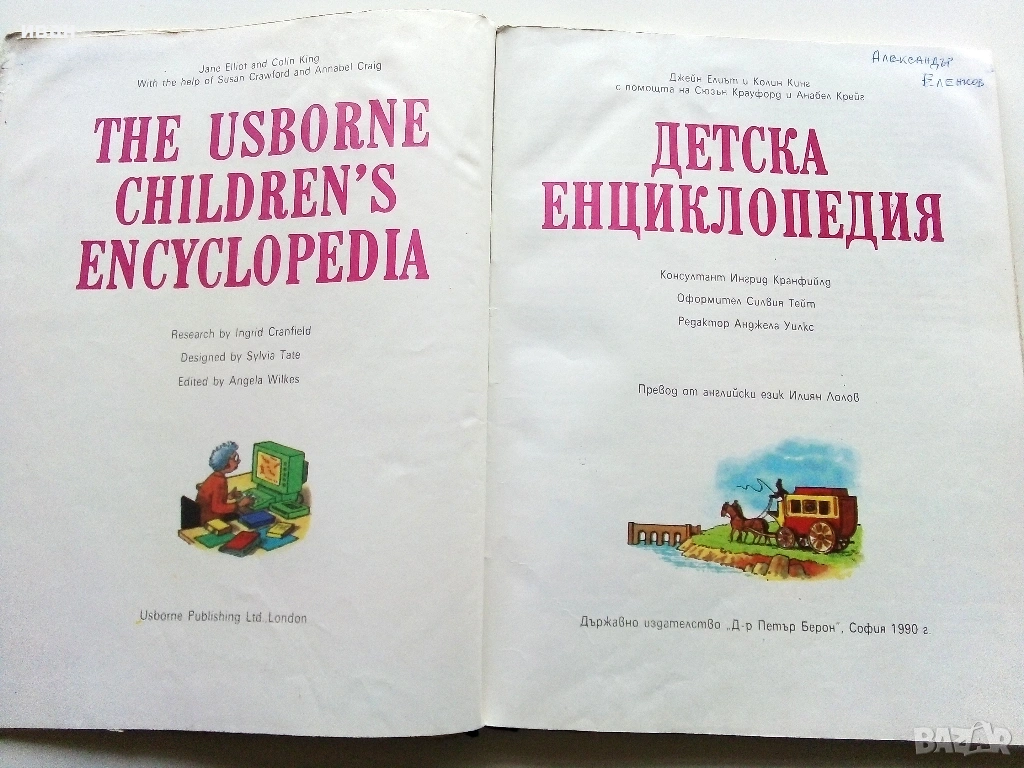 Jane Elliot and Colin King
With the help of Susan Crawford and Annabel Craig
THE USBORNE
CHILDREN'S
ENCYCLOPEDIA
Research by Ingrid Cranfield
Designed by Sylvia Tate
Edited by Angela Wilkes
Usborne Publishing Ltd., London
Александър
Еленков
Джейн Елиът и Колин Кинг
с помощта на Сюзън Крауфорд и Анабел Крейг
ДЕТСКА
ЕНЦИКЛОПЕДИЯ
Консултант Ингрид Кранфийлд
Оформител Силвия Тейт
Редактор Анджела Уилкс
Превод от английски език Илиян Лолов
Държавно издателство „Д-р Петър Берон", София 1990 г.
BAZAR